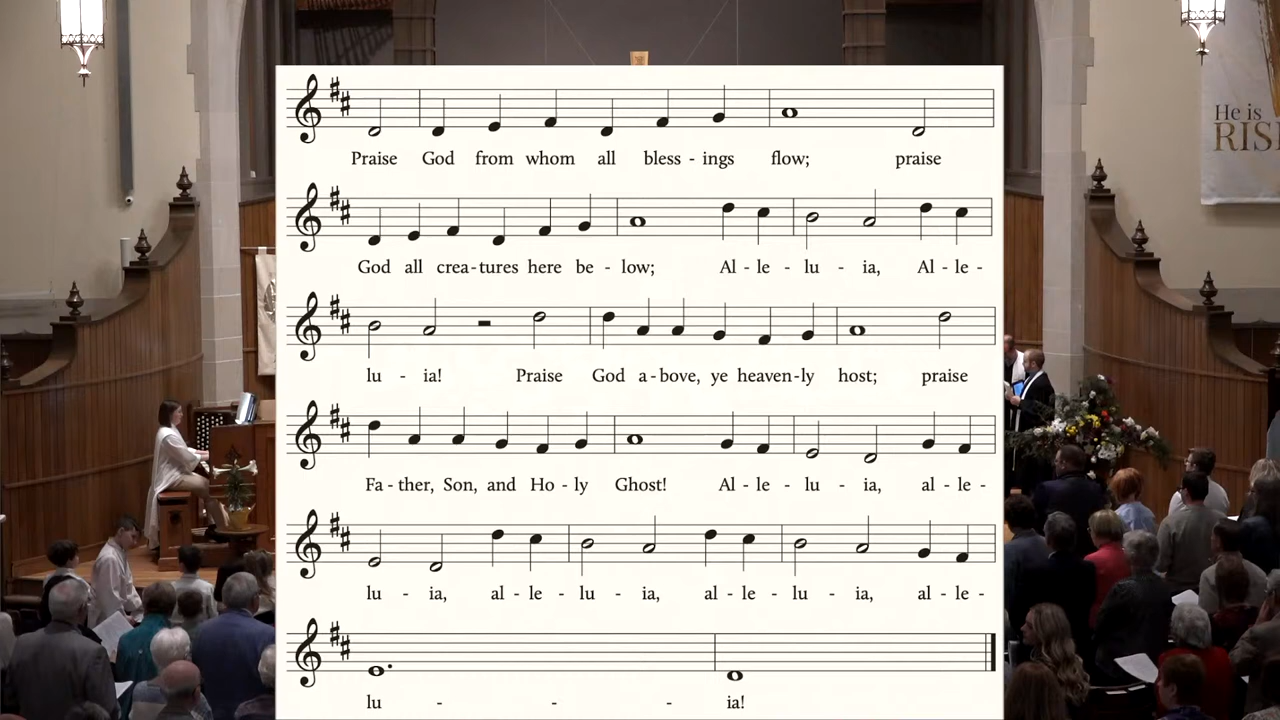 He is
RIS
Praise God from whom all bless - ings flow; praise
God all crea - tures here be - low; Al - le - lu - ia, Al - le -
lu - ia! Praise God a - bove, ye heaven - ly host; praise
Fa - ther, Son, and Ho - ly Ghost! Al - le - lu - ia, al - le -
lu - ia, al - le - lu - ia, al - le - lu - ia, al - le -
lu - - - ia!